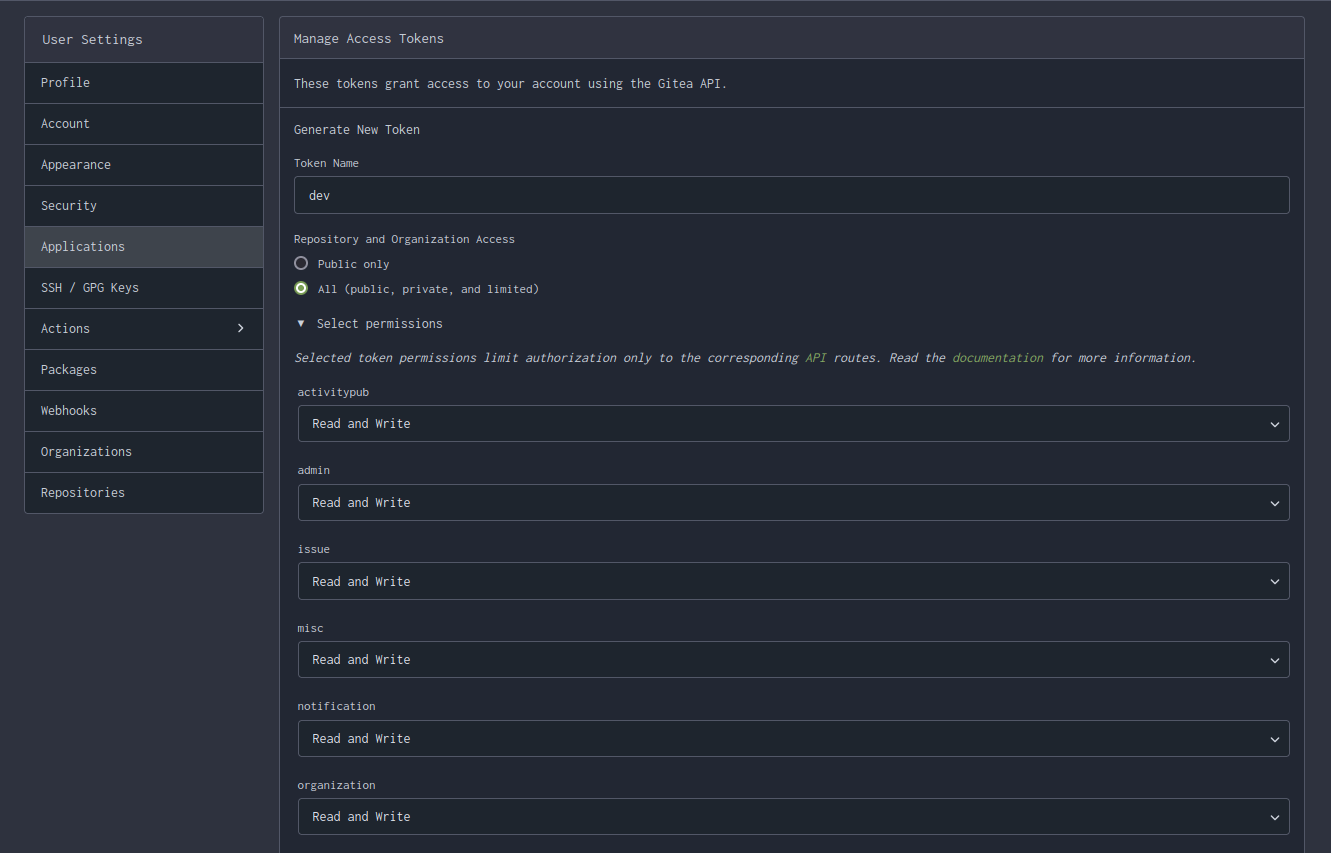 User Settings
Profile
Account
Appearance
Security
Applications
SSH / GPG Keys
Actions
Packages
Webhooks
Organizations
Repositories
Manage Access Tokens
These tokens grant access to your account using the Gitea API.
Generate New Token
Token Name
dev
Repository and Organization Access
Public only
All (public, private, and limited)
Select permissions
Selected token permissions limit authorization only to the corresponding API routes. Read the documentation for more information.
activitypub
Read and Write
admin
Read and Write
issue
Read and Write
misc
Read and Write
notification
Read and Write
organization
Read and Write